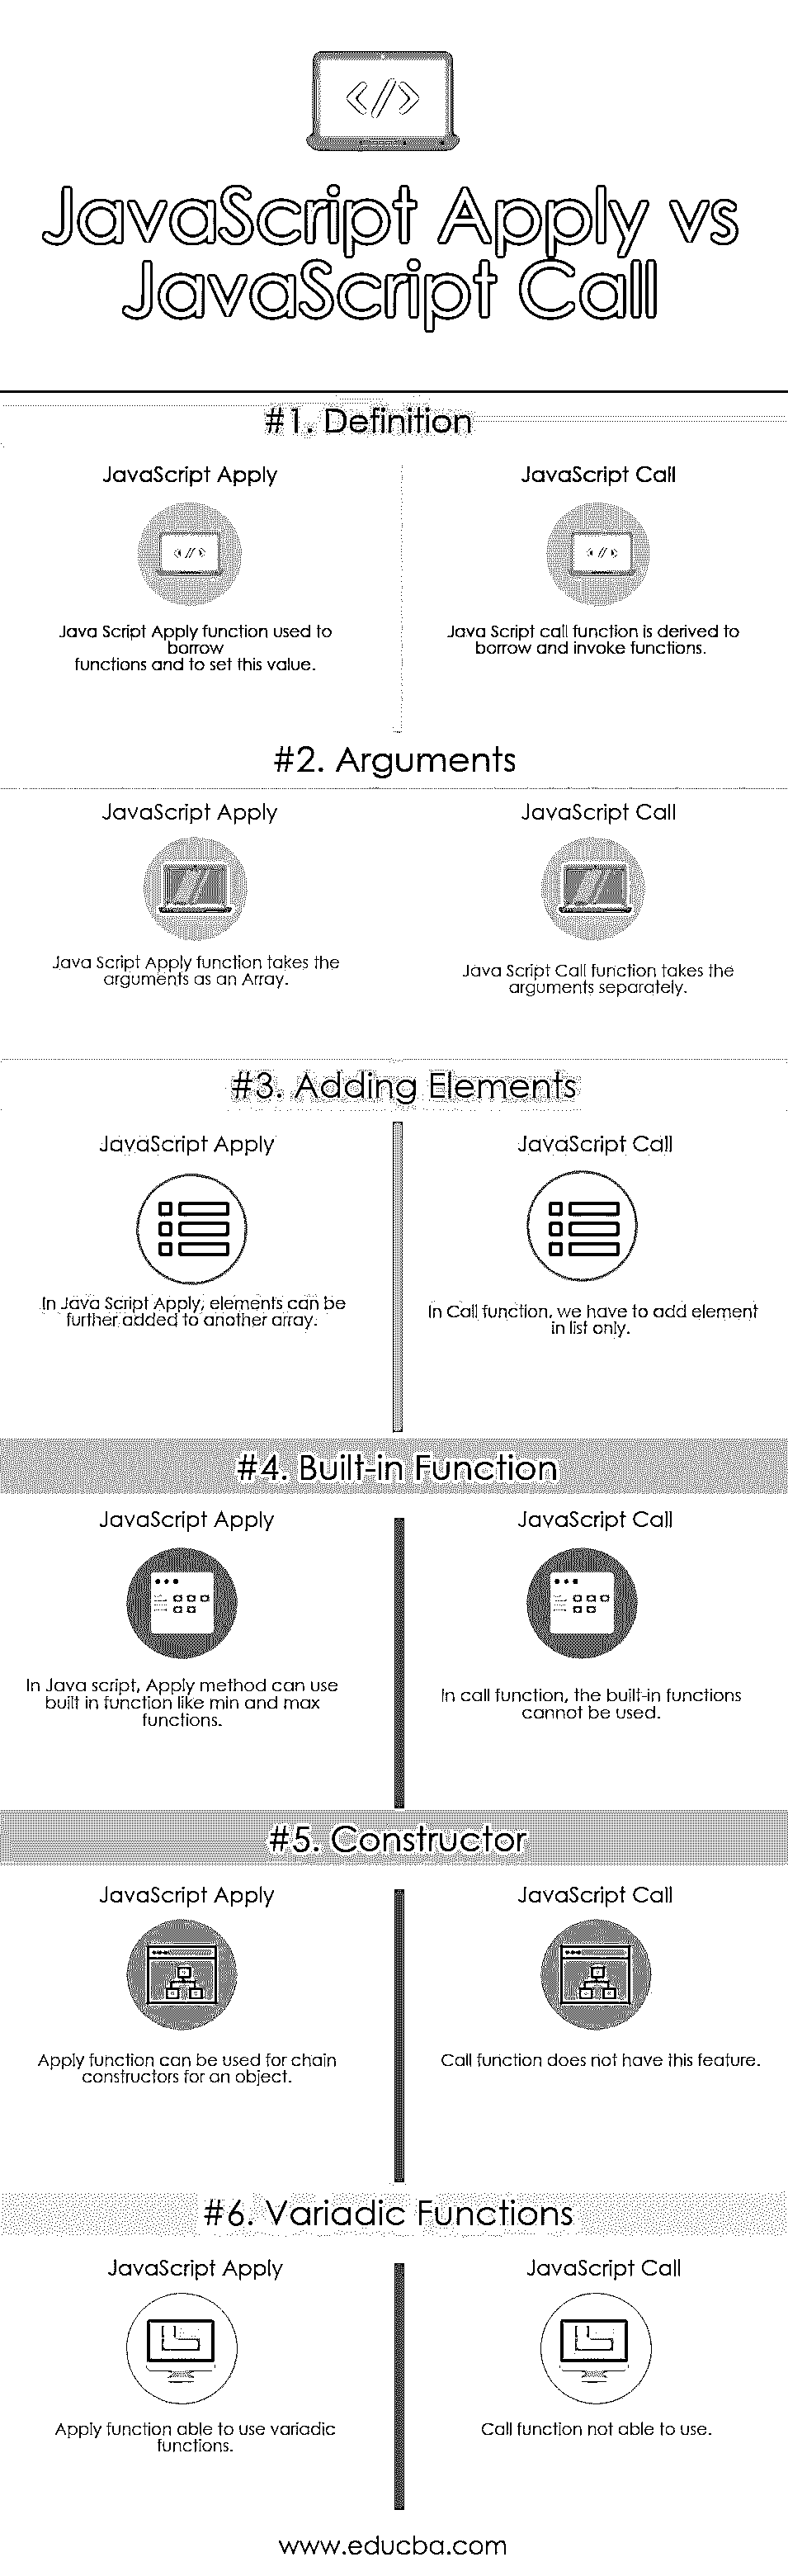 </>
JavaScript Apply vs
JavaScript Call
#1. Definition
JavaScript Apply
JavaScript Call
Java Script Apply function used to
borrow
functions and to set this value.
Java Script call function is derived to
borrow and invoke functions.
#2. Arguments
JavaScript Apply
JavaScript Call
Java Script Apply function takes the
arguments as an Array.
Java Script Call function takes the
arguments separately.
#3. Adding Elements
JavaScript Apply
JavaScript Call
In Java Script Apply, elements can be
further added to another array.
In Call function, we have to add element
in list only.
#4. Built-in Function
JavaScript Apply
JavaScript Call
In Java script, Apply method can use
built in function like min and max
functions.
In call function, the built-in functions
cannot be used.
#5. Constructor
JavaScript Apply
JavaScript Call
Apply function can be used for chain
constructors for an object.
Call function does not have this feature.
#6. Variadic Functions
JavaScript Apply
JavaScript Call
Apply function able to use variadic
functions.
Call function not able to use.
www.educba.com